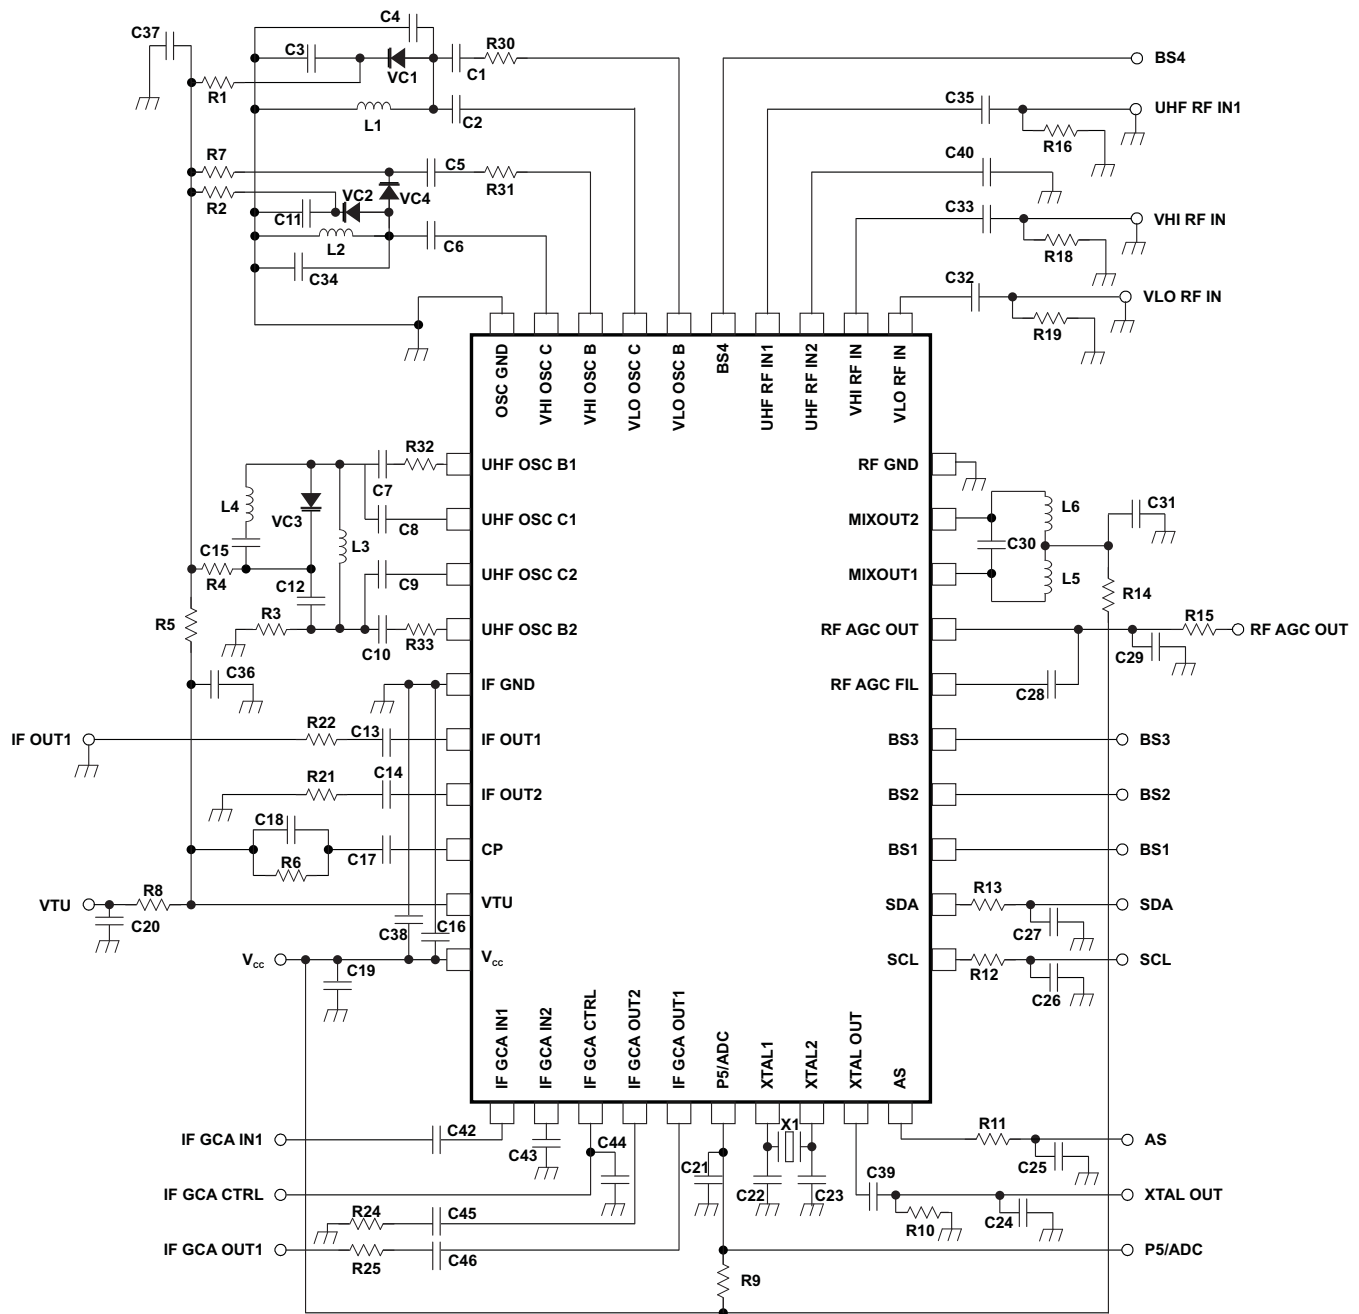 C4
C37
C3
R30
VC1
C1
BS4
R1
L1
C2
C35
UHF RF IN1
R16
R7
C5
C40
R2
VC2
VC4
R31
C11
C33
VHI RF IN
L2
C6
R18
C34
C32
VLO RF IN
R19
OSC GND
VHI OSC C
VHI OSC B
VLO OSC C
VLO OSC B
BS4
UHF RF IN1
UHF RF IN2
VHI RF IN
VLO RF IN
R32
UHF OSC B1
RF GND
C7
L4
VC3
L6
C31
C8
UHF OSC C1
MIXOUT2
L3
C30
C15
R4
C12
C9
UHF OSC C2
MIXOUT1
L5
R14
R5
R3
C10
R33
UHF OSC B2
RF AGC OUT
R15
RF AGC OUT
C29
C36
IF GND
RF AGC FIL
C28
IF OUT1
R22
C13
IF OUT1
BS3
BS3
R21
C14
IF OUT2
BS2
BS2
C18
R6
C17
CP
BS1
BS1
VTU
R8
C20
VTU
SDA
R13
C27
SDA
C38
C16
Vcc
C19
Vcc
SCL
R12
C26
SCL
IF GCA IN1
IF GCA IN2
IF GCA CTRL
IF GCA OUT2
IF GCA OUT1
P5/ADC
XTAL1
XTAL2
XTAL OUT
AS
IF GCA IN1
C42
C43
C44
X1
R11
AS
C21
C22
C23
C39
C25
IF GCA CTRL
XTAL OUT
R24
C45
R10
C24
IF GCA OUT1
R25
C46
P5/ADC
R9